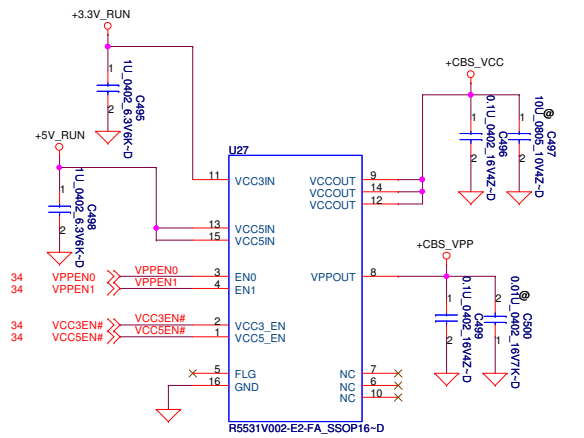 +3.3V_RUN
1
2
C495
1U_0402_6.3V6K~D
+5V_RUN
1
2
C498
1U_0402_6.3V6K~D
+CBS_VCC
1
2
C496
0.1U_0402_16V4Z~D
1
2
@
C497
10U_0805_10V4Z~D
U27
11 VCC3IN
VCCOUT 9
VCCOUT 14
VCCOUT 12
13 VCC5IN
15 VCC5IN
34 VPPEN0 VPPEN0 3 EN0
34 VPPEN1 VPPEN1 4 EN1
VPPOUT 8
+CBS_VPP
1
2
C499
0.1U_0402_16V4Z~D
2
1
@
C500
0.01U_0402_16V7K~D
34 VCC3EN# VCC3EN# 2 VCC3_EN
34 VCC5EN# VCC5EN# 1 VCC5_EN
5 FLG
16 GND
NC 7
NC 6
NC 10
R5531V002-E2-FA_SSOP16~D